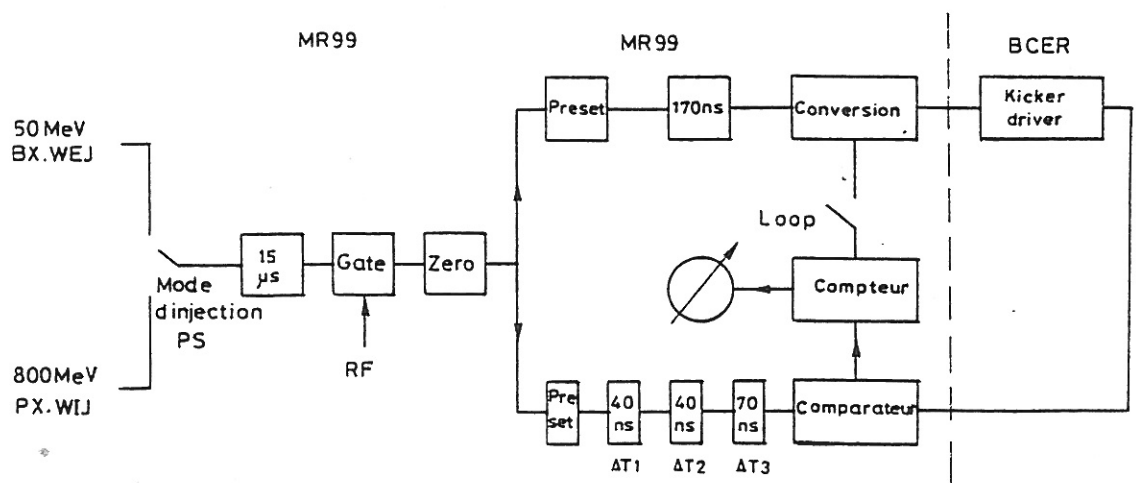 MR99
MR99
BCER
50 MeV
BX.WEJ
Preset
170ns
Conversion
Kicker
driver
Loop
15
µs
Gate
Zero
Mode
dinjection
PS
Compteur
RF
800MeV
PX.WIJ
Pre
set
40
ns
40
ns
70
ns
Comparateur
ΔT1
ΔT2
ΔT3